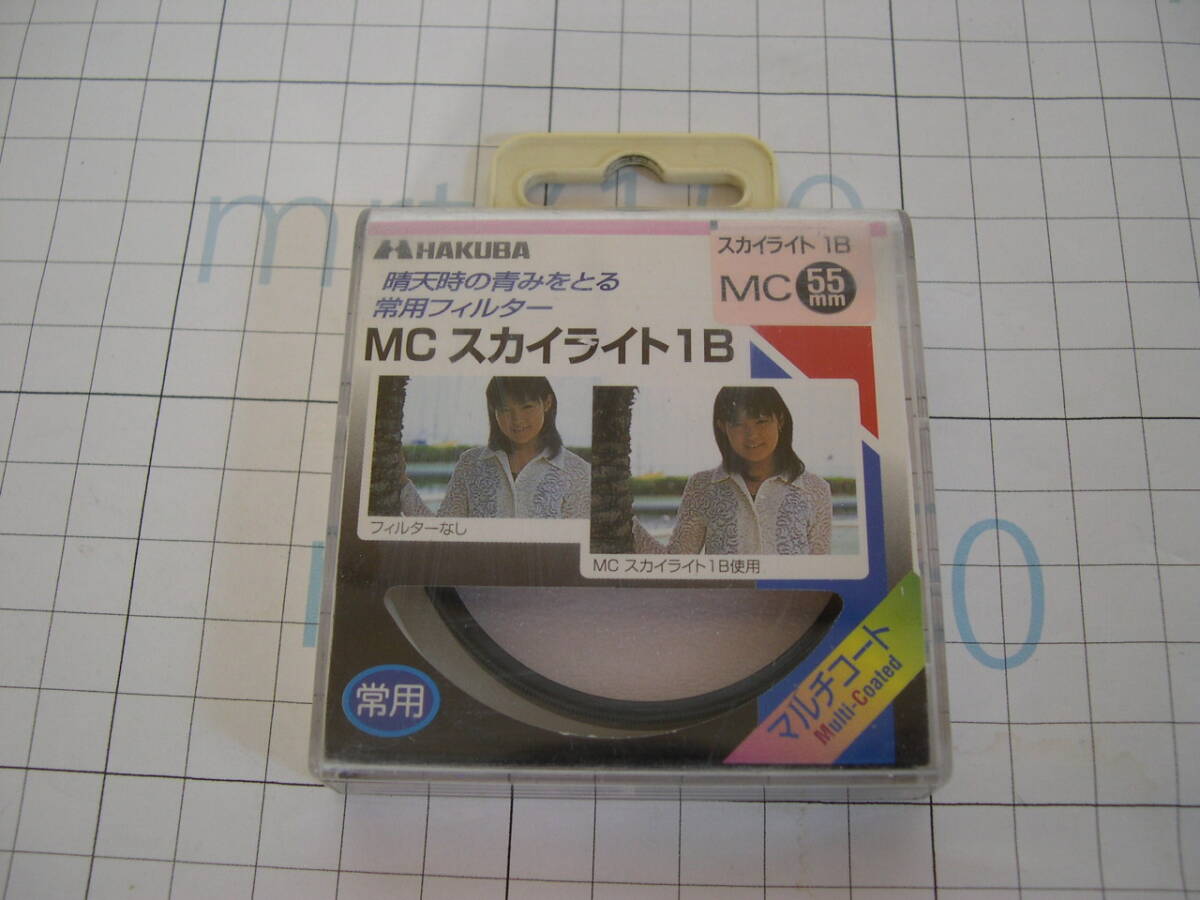 HAKUBA
スカイライト 1B
MC 55mm
晴天時の青みをとる
常用フィルター
MC スカイライト1B
フィルターなし
MC スカイライト1B使用
常用
マルチコート
Multi-Coated